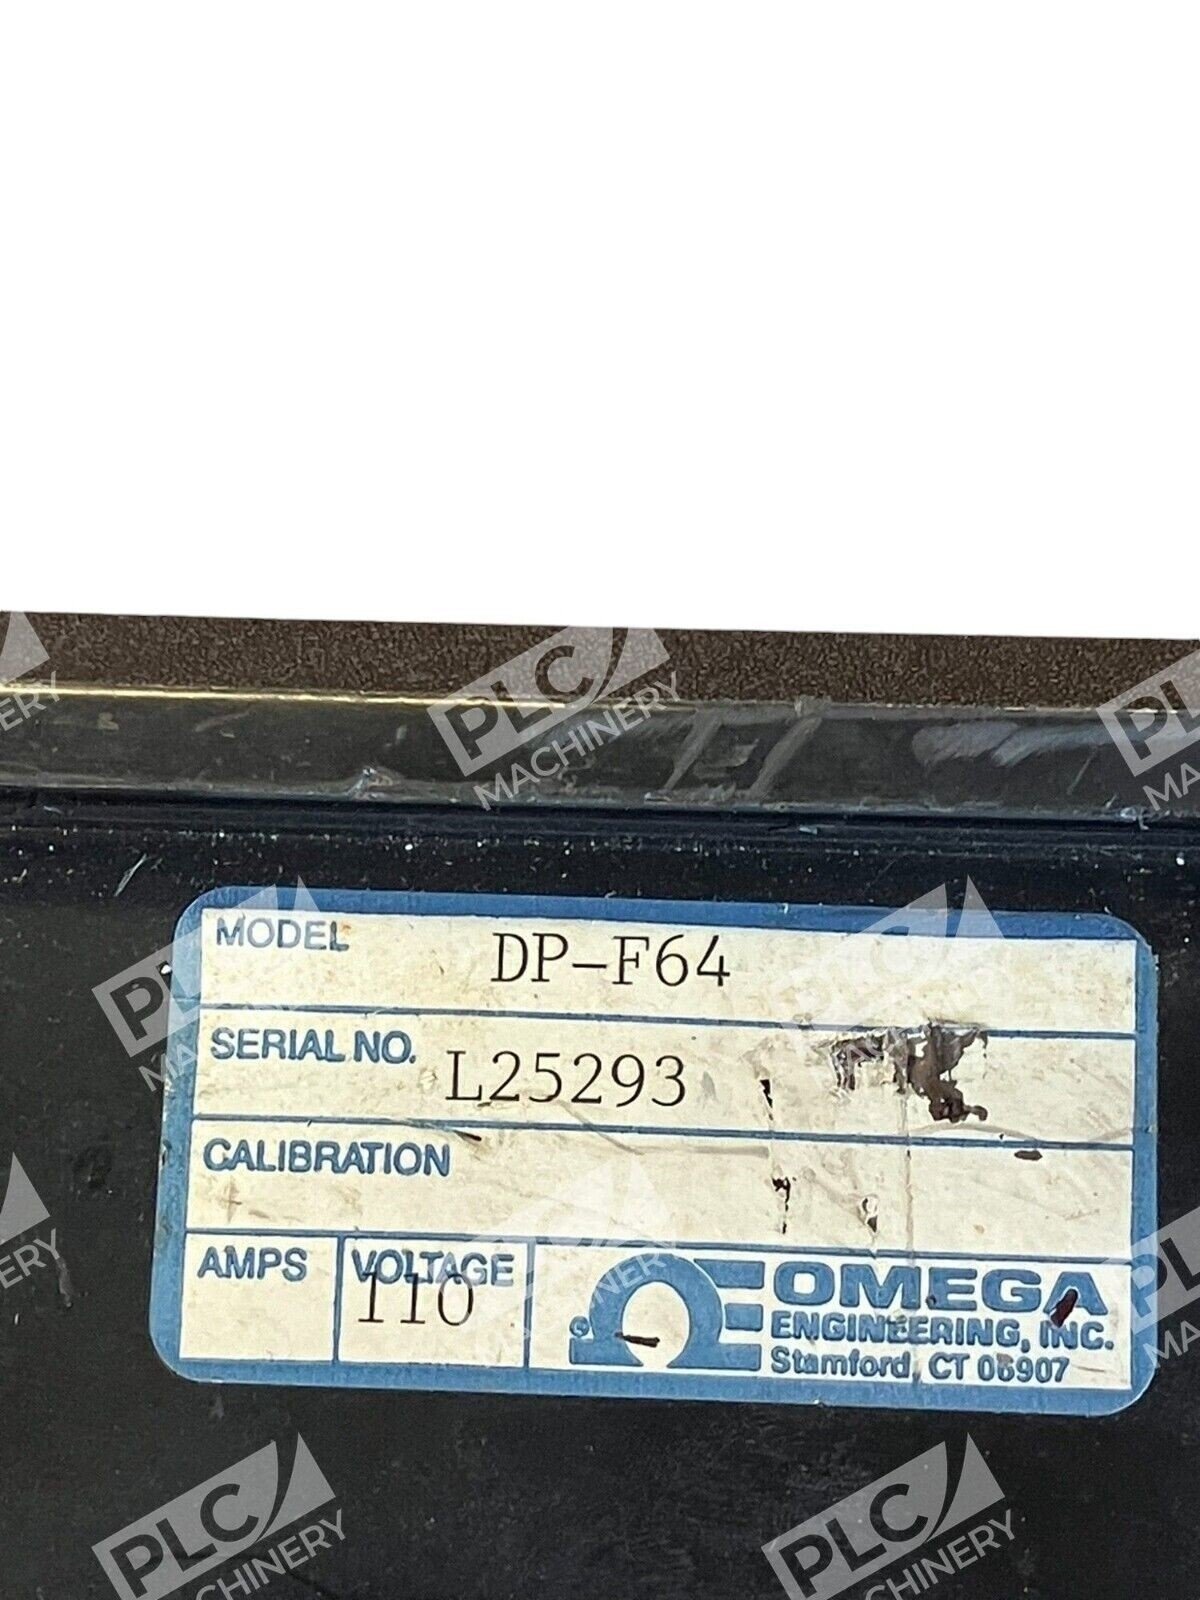 MODEL DP-F64
SERIAL NO. L25293
CALIBRATION
AMPS VOLTAGE
110
OMEGA
ENGINEERING, INC.
Stamford, CT 06907
PLC MACHINERY